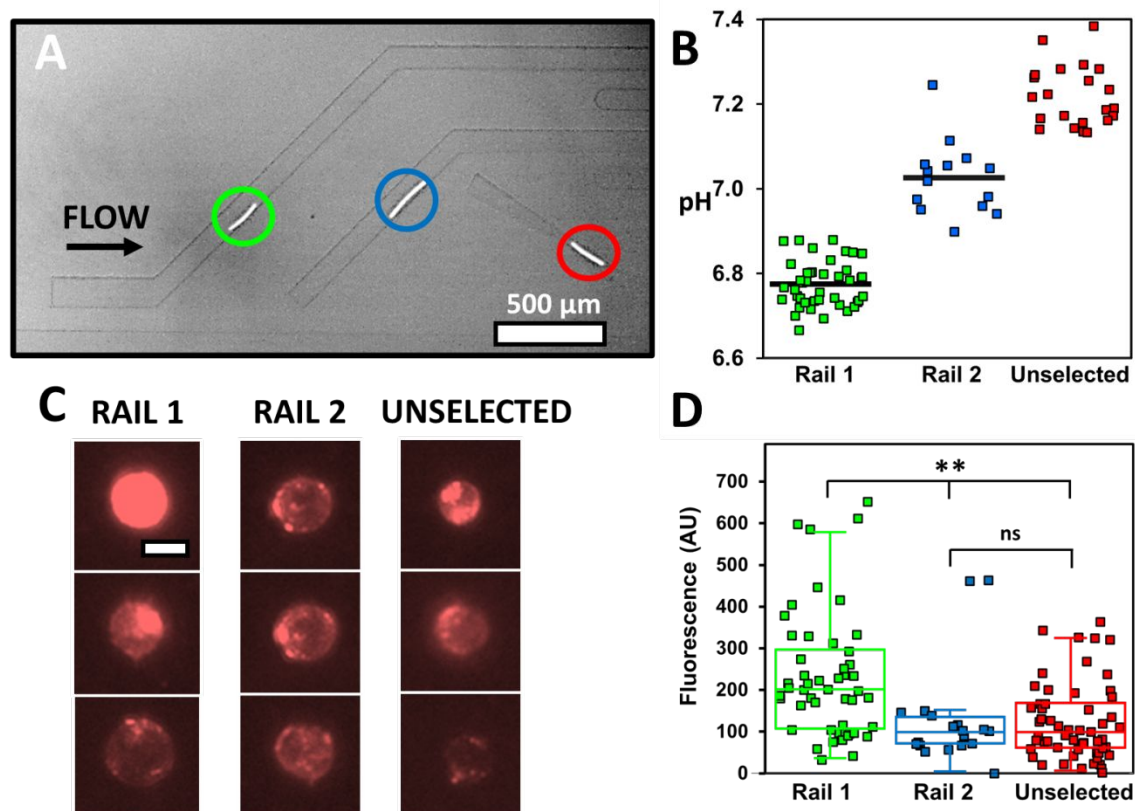 A
FLOW
500 µm
B
7.4
7.2
pH
7.0
6.8
6.6
Rail 1 Rail 2 Unselected
C
RAIL 1 RAIL 2 UNSELECTED
D
Fluorescence (AU)
700
600
500
400
300
200
100
0
**
ns
Rail 1 Rail 2 Unselected